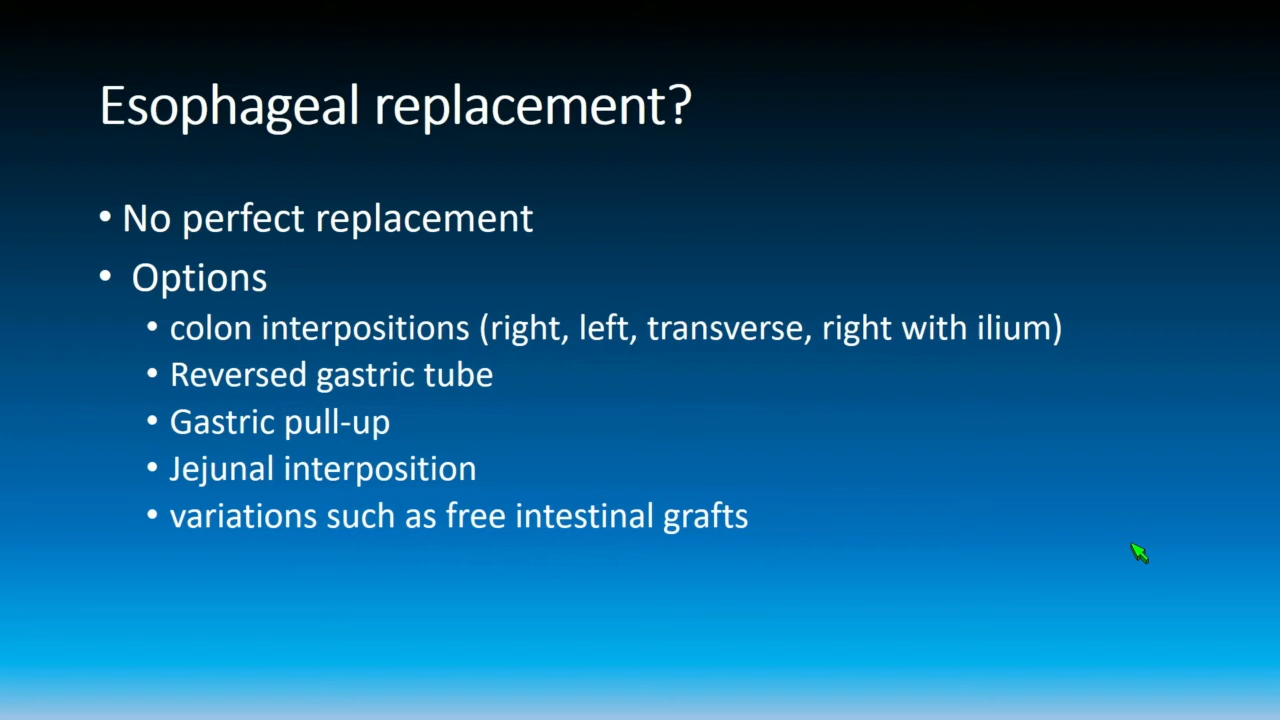 Esophageal replacement?
• No perfect replacement
• Options
• colon interpositions (right, left, transverse, right with ilium)
• Reversed gastric tube
• Gastric pull-up
• Jejunal interposition
• variations such as free intestinal grafts